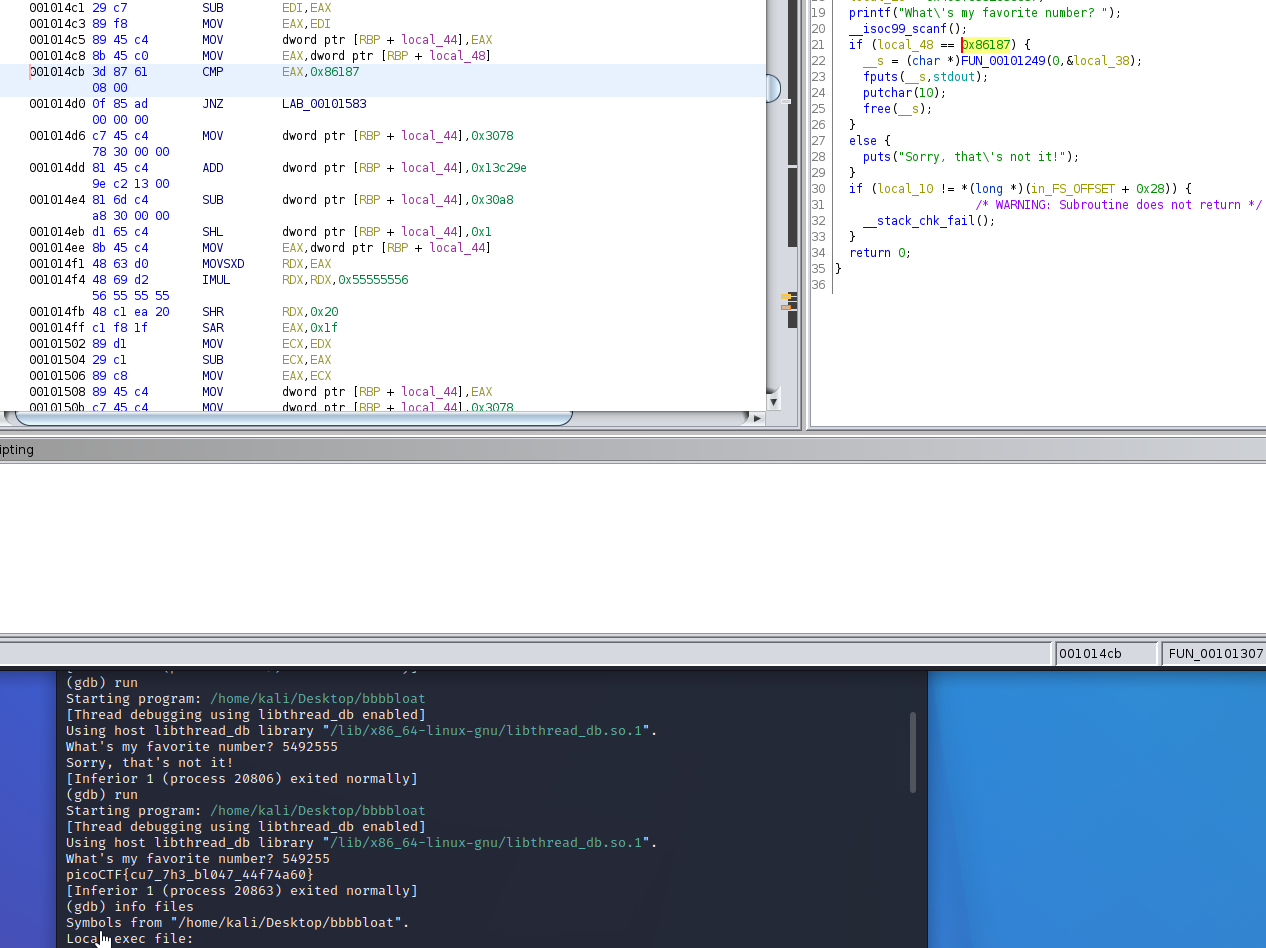 001014c1 29 c7 SUB EDI,EAX
001014c3 89 f8 MOV EAX,EDI
001014c5 89 45 c4 MOV dword ptr [RBP + local_44],EAX
001014c8 8b 45 c0 MOV EAX,dword ptr [RBP + local_48]
001014cb 3d 87 61 CMP EAX,0x86187
08 00
001014d0 0f 85 ad JNZ LAB_00101583
00 00 00
001014d6 c7 45 c4 MOV dword ptr [RBP + local_44],0x3078
78 30 00 00
001014dd 81 45 c4 ADD dword ptr [RBP + local_44],0x13c29e
9e c2 13 00
001014e4 81 6d c4 SUB dword ptr [RBP + local_44],0x30a8
a8 30 00 00
001014eb d1 65 c4 SHL dword ptr [RBP + local_44],0x1
001014ee 8b 45 c4 MOV EAX,dword ptr [RBP + local_44]
001014f1 48 63 d0 MOVSXD RDX,EAX
001014f4 48 69 d2 IMUL RDX,RDX,0x55555556
56 55 55 55
001014fb 48 c1 ea 20 SHR RDX,0x20
001014ff c1 f8 1f SAR EAX,0x1f
00101502 89 d1 MOV ECX,EDX
00101504 29 c1 SUB ECX,EAX
00101506 89 c8 MOV EAX,ECX
00101508 89 45 c4 MOV dword ptr [RBP + local_44],EAX
0010150b c7 45 c4 MOV dword ptr [RBP + local_44],0x3078
19 printf("What\'s my favorite number? ");
20 __isoc99_scanf();
21 if (local_48 == 0x86187) {
22 __s = (char *)FUN_00101249(0,&local_38);
23 fputs(__s,stdout);
24 putchar(10);
25 free(__s);
26 }
27 else {
28 puts("Sorry, that\'s not it!");
29 }
30 if (local_10 != *(long *)(in_FS_OFFSET + 0x28)) {
31 /* WARNING: Subroutine does not return */
32 __stack_chk_fail();
33 }
34 return 0;
35 }
36
ipting
001014cb FUN_00101307
(gdb) run
Starting program: /home/kali/Desktop/bbbbloat
[Thread debugging using libthread_db enabled]
Using host libthread_db library "/lib/x86_64-linux-gnu/libthread_db.so.1".
What's my favorite number? 5492555
Sorry, that's not it!
[Inferior 1 (process 20806) exited normally]
(gdb) run
Starting program: /home/kali/Desktop/bbbbloat
[Thread debugging using libthread_db enabled]
Using host libthread_db library "/lib/x86_64-linux-gnu/libthread_db.so.1".
What's my favorite number? 549255
picoCTF{cu7_7h3_bl047_44f74a60}
[Inferior 1 (process 20863) exited normally]
(gdb) info files
Symbols from "/home/kali/Desktop/bbbbloat".
Local exec file: